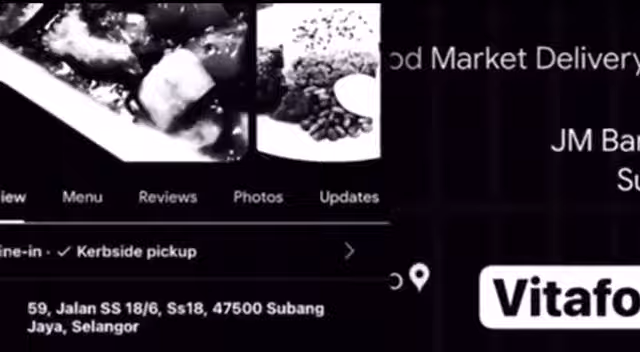 od Market Delivery
JM Bar
Su
iew Menu Reviews Photos Updates
ine-in · ✓ Kerbside pickup
59, Jalan SS 18/6, Ss18, 47500 Subang
Jaya, Selangor
Vitafo